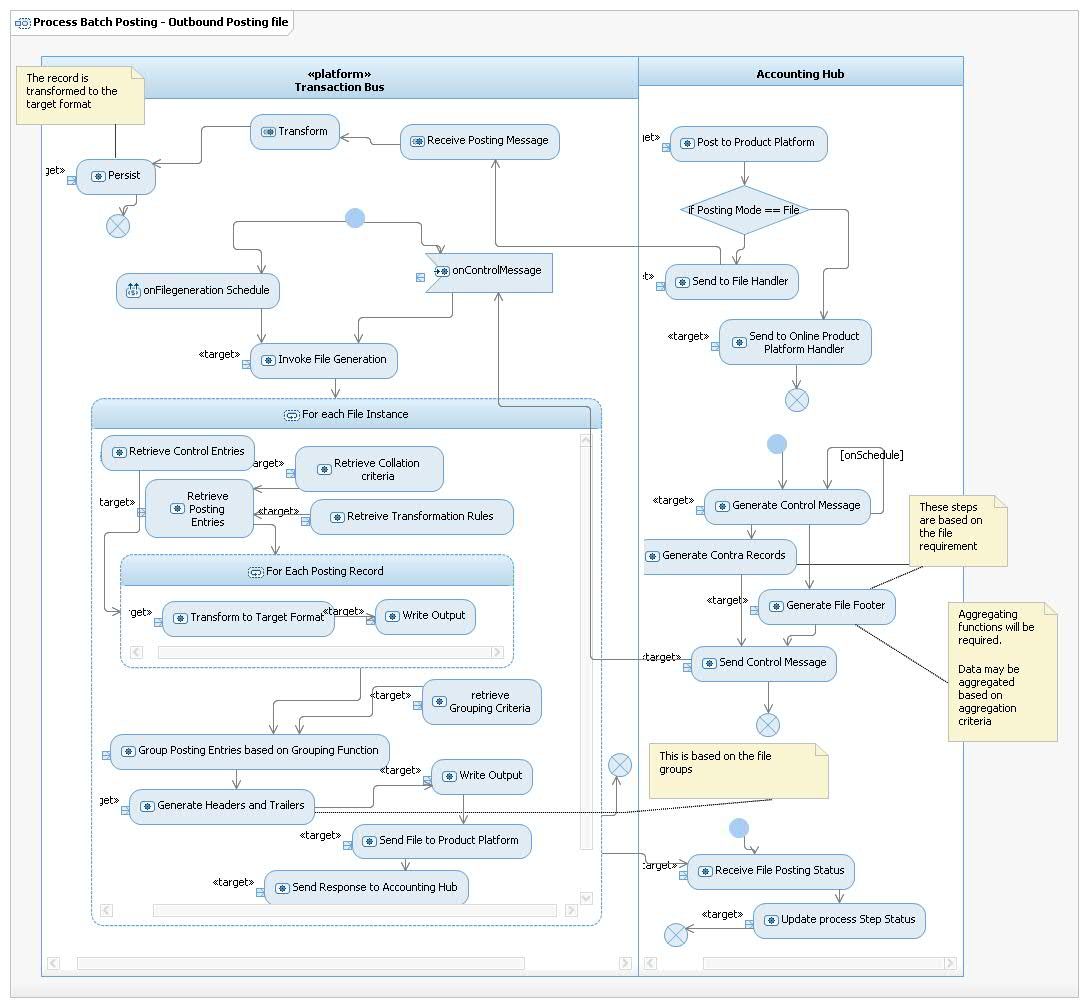 Process Batch Posting - Outbound Posting file
The record is
transformed to the
target format
«platform»
Transaction Bus
Accounting Hub
Transform
Receive Posting Message
Post to Product Platform
Persist
if Posting Mode == File
onControlMessage
onFilegeneration Schedule
Send to File Handler
«target»
Send to Online Product
Platform Handler
«target»
Invoke File Generation
For each File Instance
Retrieve Control Entries
Retrieve Collation
criteria
[onSchedule]
«target»
Generate Control Message
Retrieve
Posting
Entries
«target»
Retreive Transformation Rules
These steps
are based on
the file
requirement
Generate Contra Records
For Each Posting Record
Transform to Target Format
«target»
Write Output
«target»
Generate File Footer
Aggregating
functions will be
required.
Data may be
aggregated
based on
aggregation
criteria
Send Control Message
«target»
retrieve
Grouping Criteria
Group Posting Entries based on Grouping Function
This is based on the file
groups
«target»
Write Output
Generate Headers and Trailers
«target»
Send File to Product Platform
Receive File Posting Status
«target»
Send Response to Accounting Hub
«target»
Update process Step Status